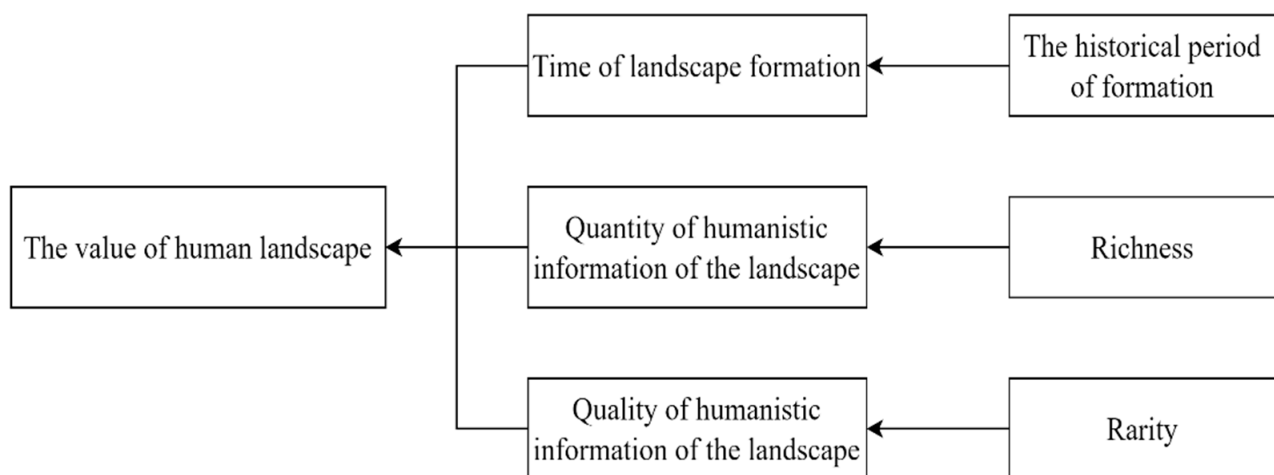 Time of landscape formation
The historical period
of formation
The value of human landscape
Quantity of humanistic
information of the landscape
Richness
Quality of humanistic
information of the landscape
Rarity